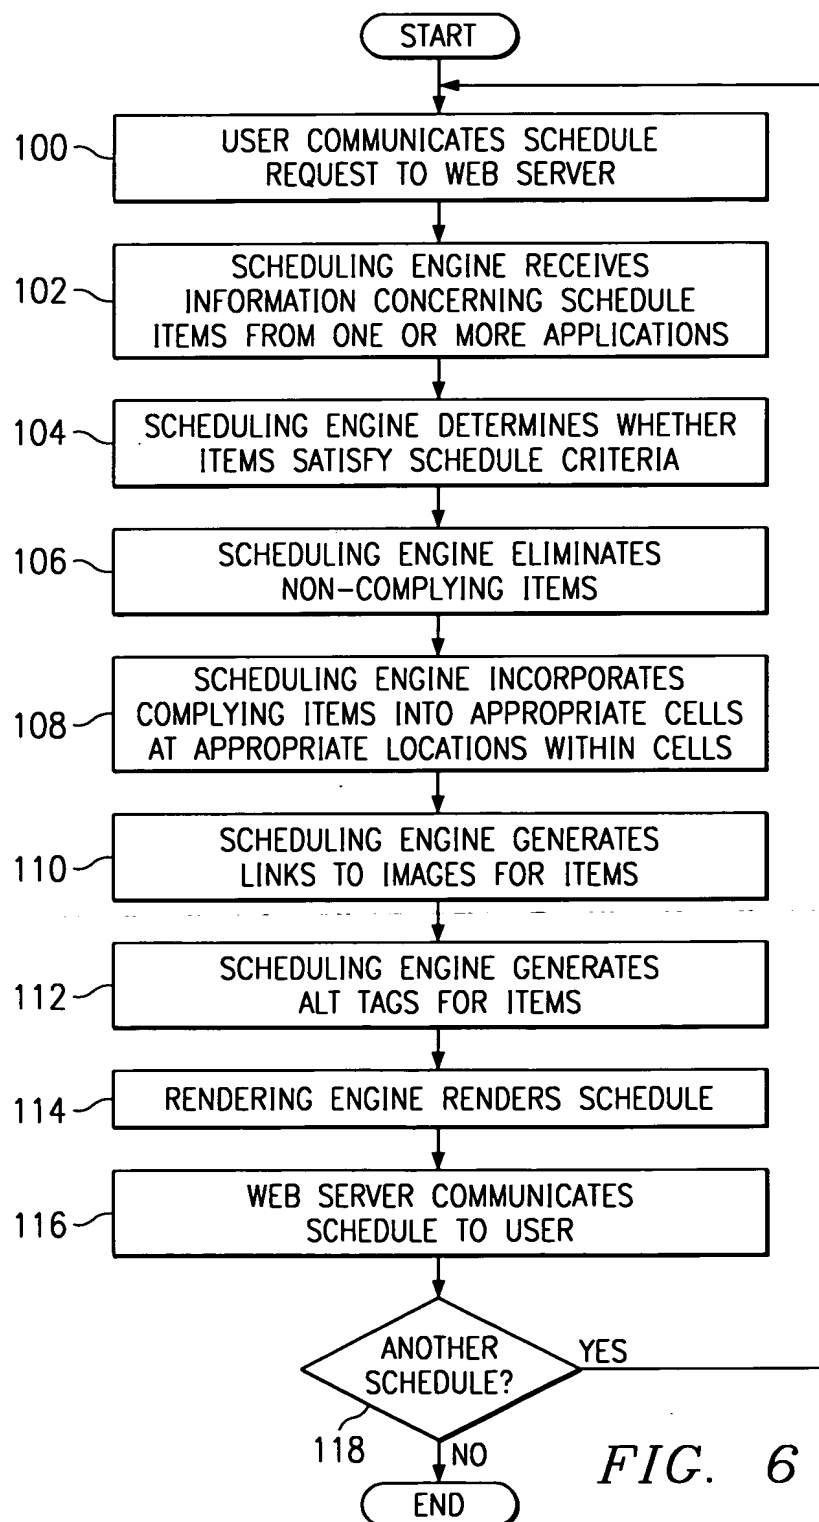 START
100
USER COMMUNICATES SCHEDULE
REQUEST TO WEB SERVER
102
SCHEDULING ENGINE RECEIVES
INFORMATION CONCERNING SCHEDULE
ITEMS FROM ONE OR MORE APPLICATIONS
104
SCHEDULING ENGINE DETERMINES WHETHER
ITEMS SATISFY SCHEDULE CRITERIA
106
SCHEDULING ENGINE ELIMINATES
NON-COMPLYING ITEMS
108
SCHEDULING ENGINE INCORPORATES
COMPLYING ITEMS INTO APPROPRIATE CELLS
AT APPROPRIATE LOCATIONS WITHIN CELLS
110
SCHEDULING ENGINE GENERATES
LINKS TO IMAGES FOR ITEMS
112
SCHEDULING ENGINE GENERATES
ALT TAGS FOR ITEMS
114
RENDERING ENGINE RENDERS SCHEDULE
116
WEB SERVER COMMUNICATES
SCHEDULE TO USER
ANOTHER
SCHEDULE?
YES
118
NO
END
FIG. 6